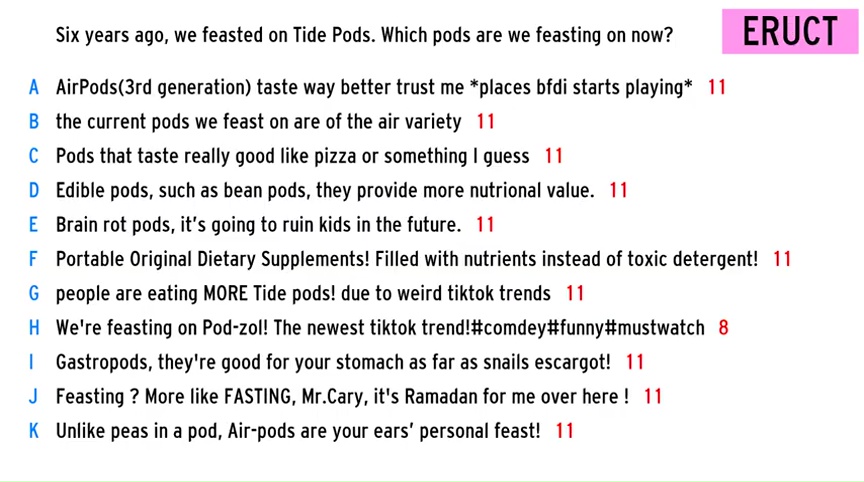 Six years ago, we feasted on Tide Pods. Which pods are we feasting on now?
ERUCT
A AirPods(3rd generation) taste way better trust me *places bfdi starts playing* 11
B the current pods we feast on are of the air variety 11
C Pods that taste really good like pizza or something I guess 11
D Edible pods, such as bean pods, they provide more nutrional value. 11
E Brain rot pods, it's going to ruin kids in the future. 11
F Portable Original Dietary Supplements! Filled with nutrients instead of toxic detergent! 11
G people are eating MORE Tide pods! due to weird tiktok trends 11
H We're feasting on Pod-zol! The newest tiktok trend!#comdey#funny#mustwatch 8
I Gastropods, they're good for your stomach as far as snails escargot! 11
J Feasting ? More like FASTING, Mr.Cary, it's Ramadan for me over here ! 11
K Unlike peas in a pod, Air-pods are your ears' personal feast! 11